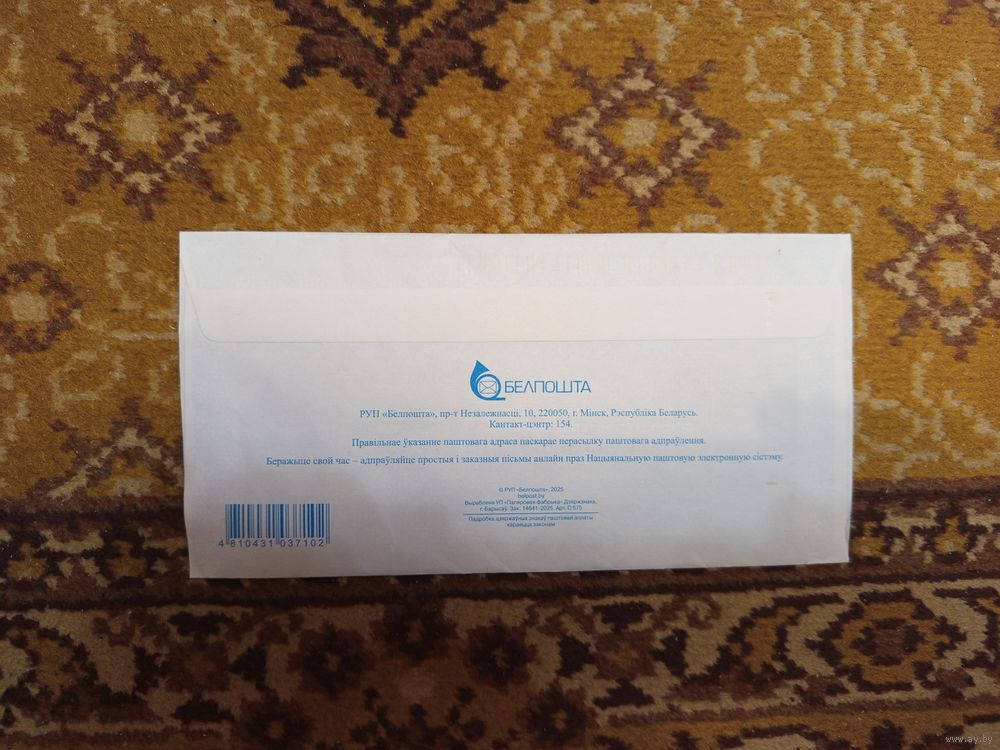 БЕЛПОШТА
РУП «Белпошта», пр-т Незалежнасці, 10, 220050, г. Мінск, Рэспубліка Беларусь.
Кантакт-цэнтр: 154.
Правільнае ўказанне паштовага адраса паскарае перасылку паштовага адпраўлення.
Беражыце свой час – адпраўляйце простыя і заказныя пісьмы анлайн праз Нацыянальную паштовую электронную сістэму.
© РУП «Белпошта», 2025
belpost.by
Выраблена УП «Папяровая фабрыка» Дзяржзнака,
г. Барысаў. Зак. 14641-2025. Арт. С 575
Падробка дзяржаўных знакаў паштовай аплаты
караецца законам
4 810431 037102
www.ay.by